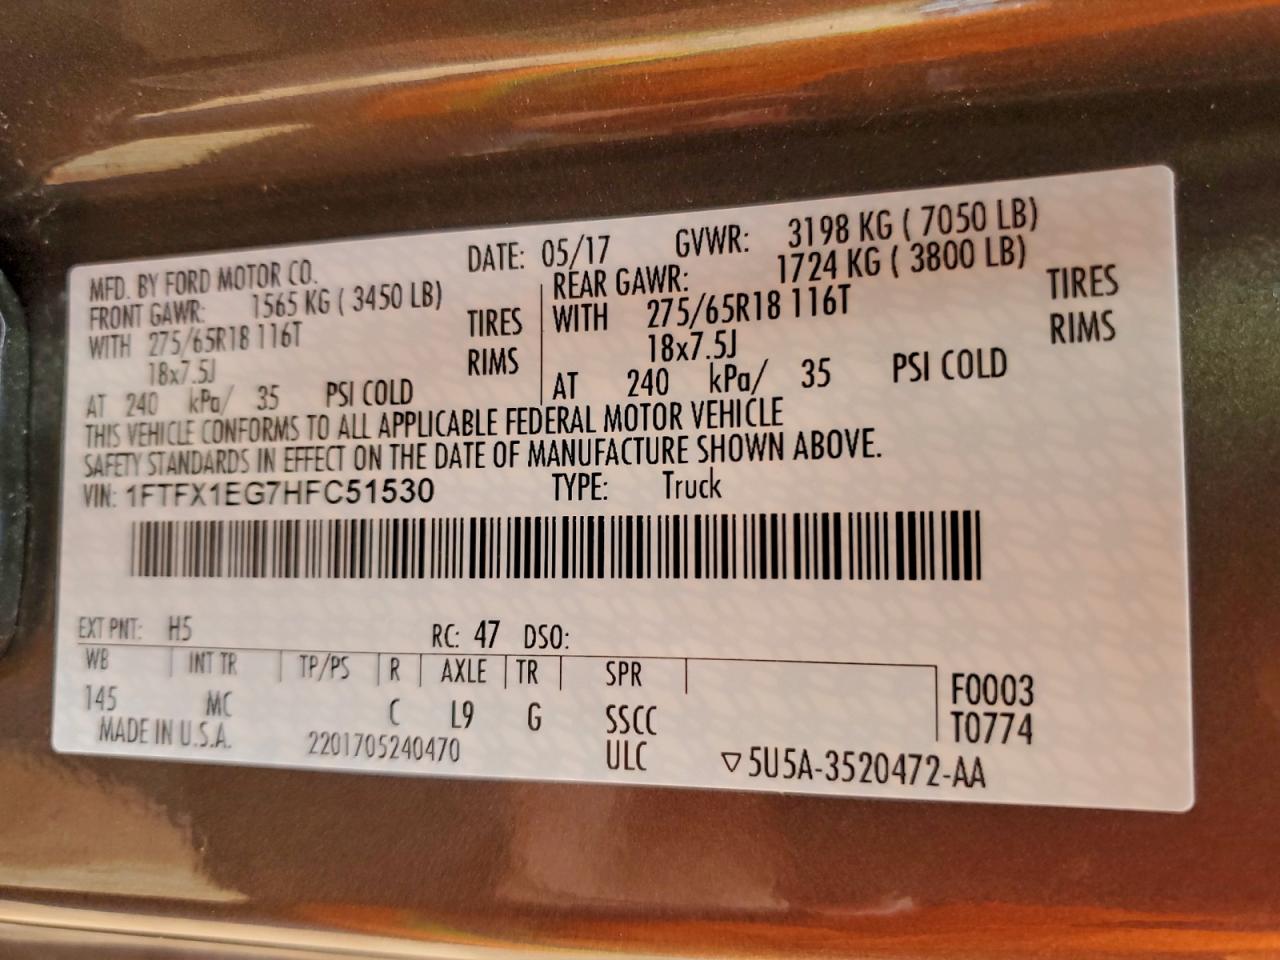 MFD. BY FORD MOTOR CO. DATE: 05/17 GVWR: 3198 KG ( 7050 LB)
FRONT GAWR: 1565 KG ( 3450 LB) REAR GAWR: 1724 KG ( 3800 LB)
WITH 275/65R18 116T TIRES WITH 275/65R18 116T TIRES
18x7.5J RIMS 18x7.5J RIMS
AT 240 kPa/ 35 PSI COLD AT 240 kPa/ 35 PSI COLD
THIS VEHICLE CONFORMS TO ALL APPLICABLE FEDERAL MOTOR VEHICLE
SAFETY STANDARDS IN EFFECT ON THE DATE OF MANUFACTURE SHOWN ABOVE.
VIN: 1FTFX1EG7HFC51530 TYPE: Truck
EXT PNT: H5 RC: 47 DSO:
WB INT TR TP/PS R AXLE TR SPR F0003
145 MC C L9 G SSCC T0774
MADE IN U.S.A. 2201705240470 ULC ▽5U5A-3520472-AA